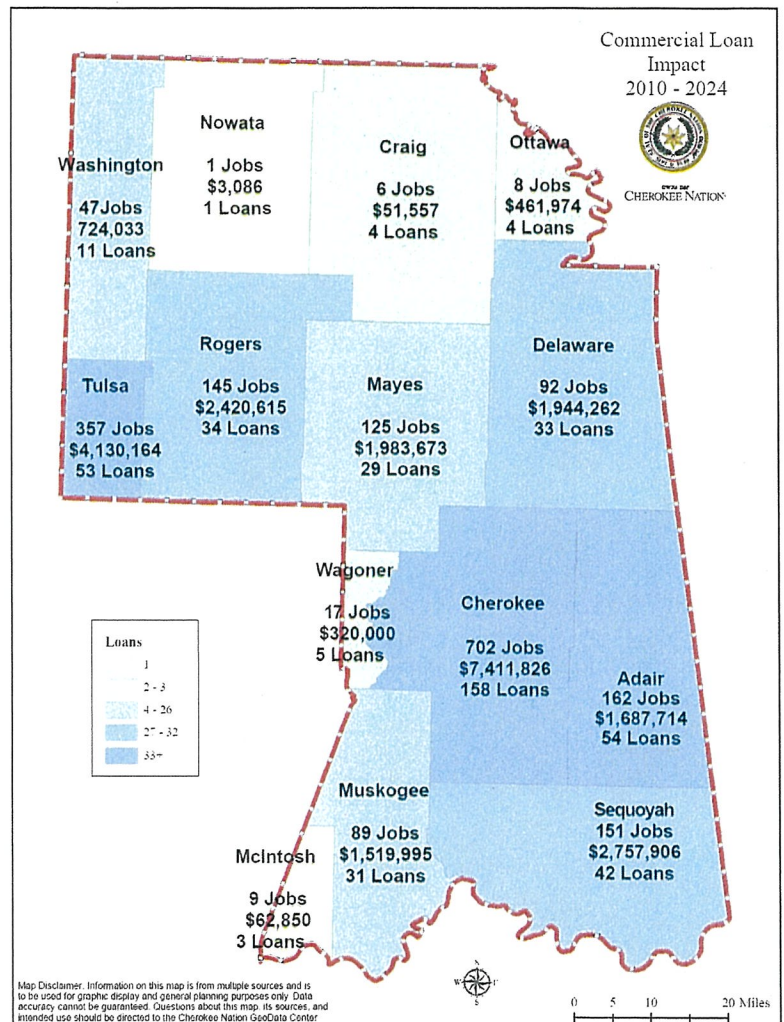 Commercial Loan
Impact
2010 - 2024
CHEROKEE NATION
Nowata
1 Jobs
$3,086
1 Loans
Craig
6 Jobs
$51,557
4 Loans
Ottawa
8 Jobs
$461,974
4 Loans
Washington
47Jobs
724,033
11 Loans
Rogers
145 Jobs
$2,420,615
34 Loans
Delaware
92 Jobs
$1,944,262
33 Loans
Tulsa
357 Jobs
$4,130,164
53 Loans
Mayes
125 Jobs
$1,983,673
29 Loans
Wagoner
17 Jobs
$320,000
5 Loans
Cherokee
702 Jobs
$7,411,826
158 Loans
Adair
162 Jobs
$1,687,714
54 Loans
Loans
1
2 - 3
4 - 26
27 - 32
33+
Muskogee
89 Jobs
$1,519,995
31 Loans
Sequoyah
151 Jobs
$2,757,906
42 Loans
McIntosh
9 Jobs
$62,850
3 Loans
Map Disclaimer. Information on this map is from multiple sources and is
to be used for graphic display and general planning purposes only. Data
accuracy cannot be guaranteed. Questions about this map, its sources, and
intended use should be directed to the Cherokee Nation GeoData Center
N
W
S
0 5 10 20 Miles